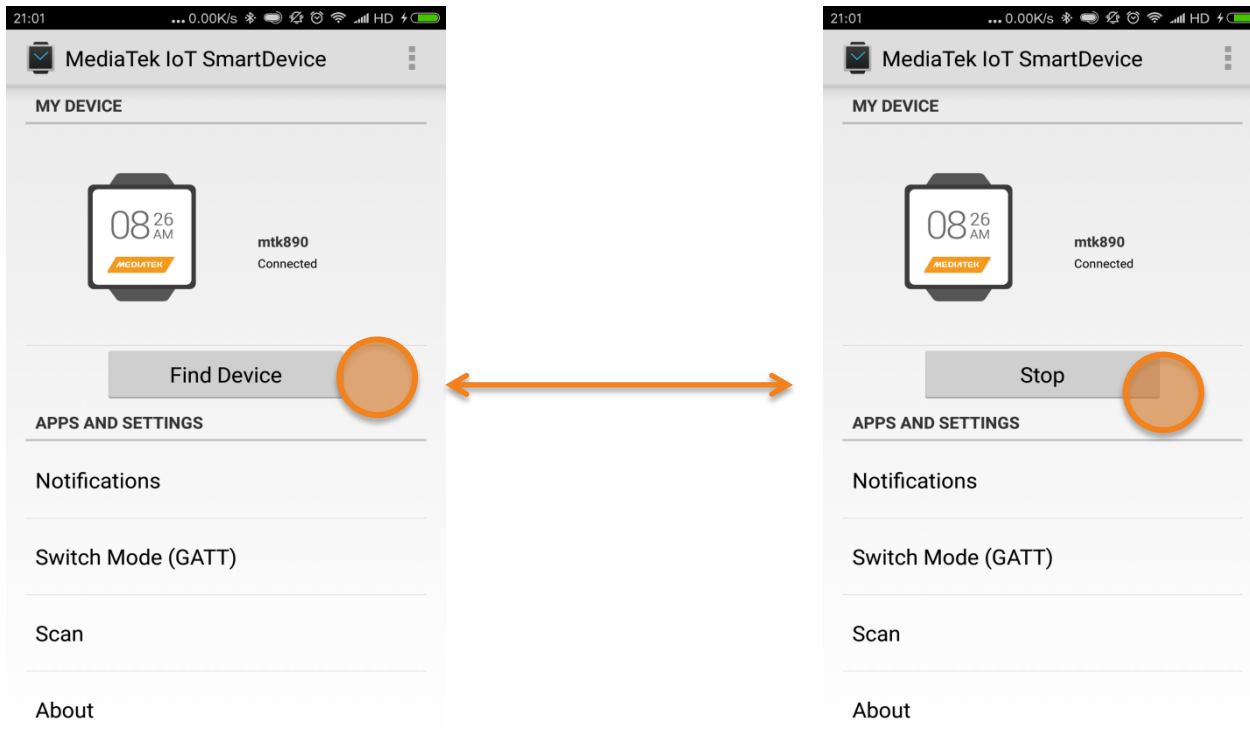 21:01 ... 0.00K/s HD
MediaTek IoT SmartDevice
MY DEVICE
08 26 AM
MEDIATEK
mtk890
Connected
Find Device
APPS AND SETTINGS
Notifications
Switch Mode (GATT)
Scan
About
21:01 ... 0.00K/s HD
MediaTek IoT SmartDevice
MY DEVICE
08 26 AM
MEDIATEK
mtk890
Connected
Stop
APPS AND SETTINGS
Notifications
Switch Mode (GATT)
Scan
About